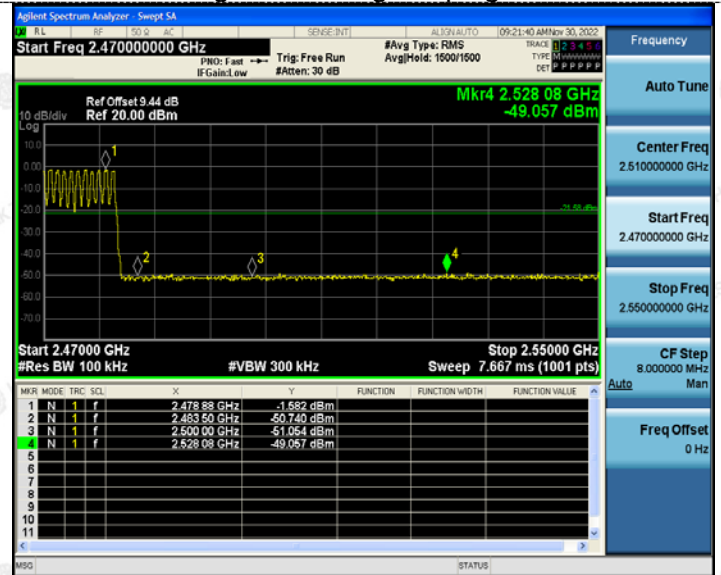 Agilent Spectrum Analyzer - Swept SA
RL RF 50 Ω AC SENSE:INT ALIGN AUTO 09:21:40 AM Nov 30, 2022
Start Freq 2.470000000 GHz
PNO: Fast
IFGain:Low
Trig: Free Run
#Atten: 30 dB
#Avg Type: RMS
Avg|Hold: 1500/1500
TRACE 1 2 3 4 5 6
TYPE
DET P P P P P P
Ref Offset 9.44 dB
10 dB/div Ref 20.00 dBm
Log
Mkr4 2.528 08 GHz
-49.057 dBm
10.0
0.00
-10.0
-20.0
-30.0
-40.0
-50.0
-60.0
-70.0
1
2
3
4
Start 2.47000 GHz Stop 2.55000 GHz
#Res BW 100 kHz #VBW 300 kHz Sweep 7.667 ms (1001 pts)
MKR MODE TRC SCL X Y FUNCTION FUNCTION WIDTH FUNCTION VALUE
1 N 1 f 2.478 88 GHz -1.582 dBm
2 N 1 f 2.483 50 GHz -50.740 dBm
3 N 1 f 2.500 00 GHz -51.054 dBm
4 N 1 f 2.528 08 GHz -49.057 dBm
5
6
7
8
9
10
11
MSG STATUS
Frequency
Auto Tune
Center Freq
2.510000000 GHz
Start Freq
2.470000000 GHz
Stop Freq
2.550000000 GHz
CF Step
8.000000 MHz
Auto Man
Freq Offset
0 Hz